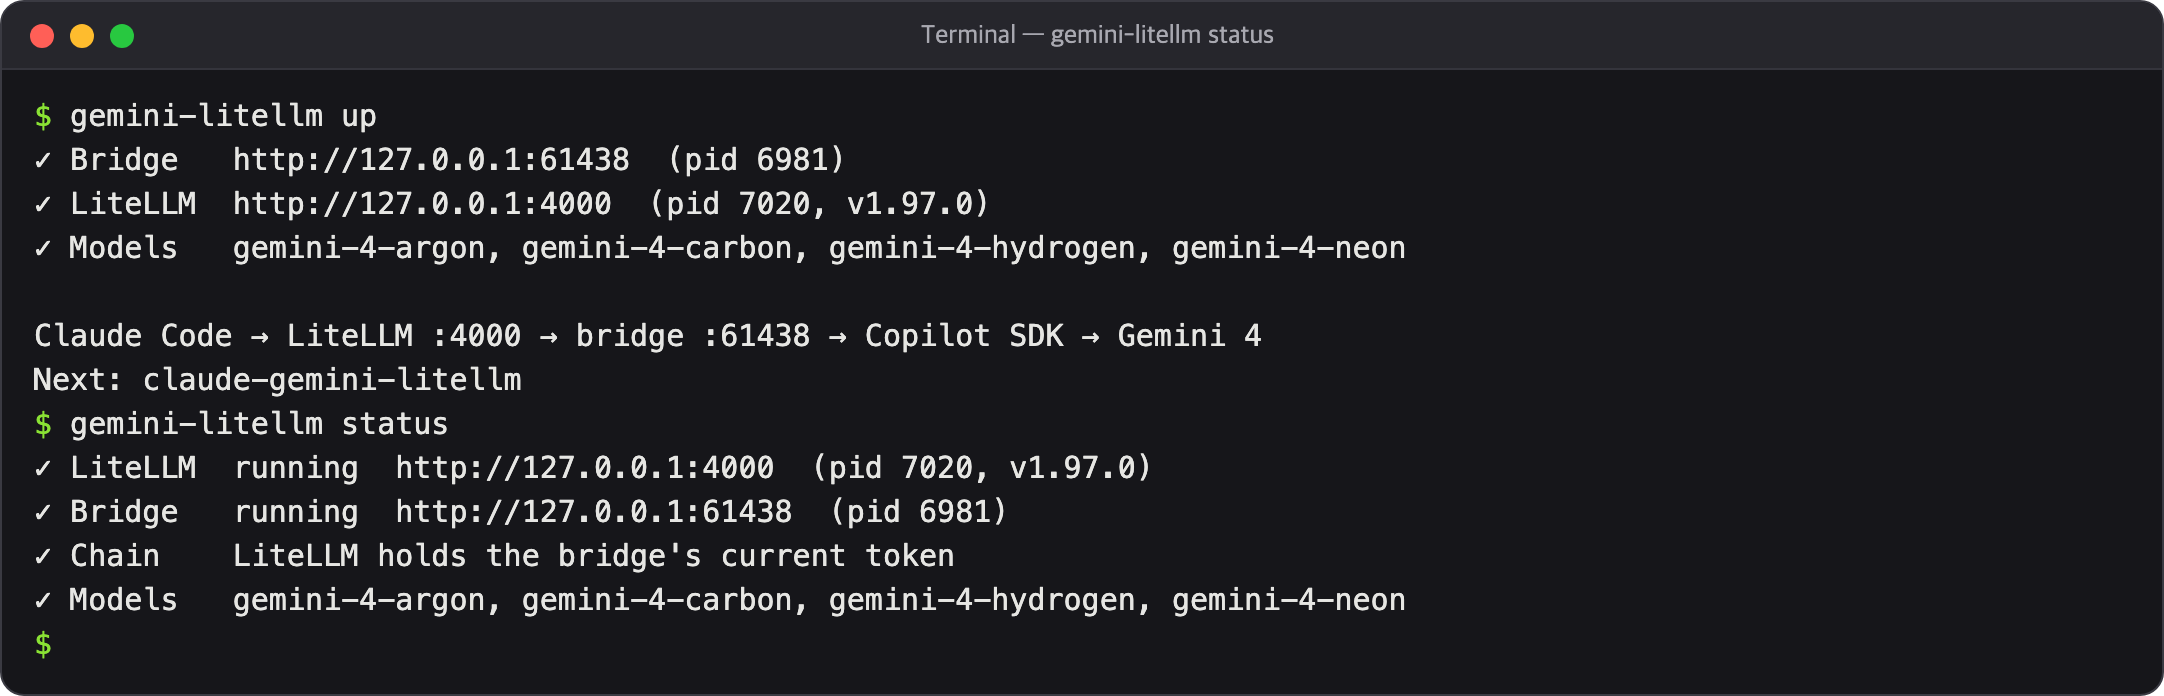 Terminal — gemini-litellm status
$ gemini-litellm up
✓ Bridge   http://127.0.0.1:61438  (pid 6981)
✓ LiteLLM  http://127.0.0.1:4000  (pid 7020, v1.97.0)
✓ Models   gemini-4-argon, gemini-4-carbon, gemini-4-hydrogen, gemini-4-neon
Claude Code → LiteLLM :4000 → bridge :61438 → Copilot SDK → Gemini 4
Next: claude-gemini-litellm
$ gemini-litellm status
✓ LiteLLM  running  http://127.0.0.1:4000  (pid 7020, v1.97.0)
✓ Bridge   running  http://127.0.0.1:61438  (pid 6981)
✓ Chain    LiteLLM holds the bridge's current token
✓ Models   gemini-4-argon, gemini-4-carbon, gemini-4-hydrogen, gemini-4-neon
$